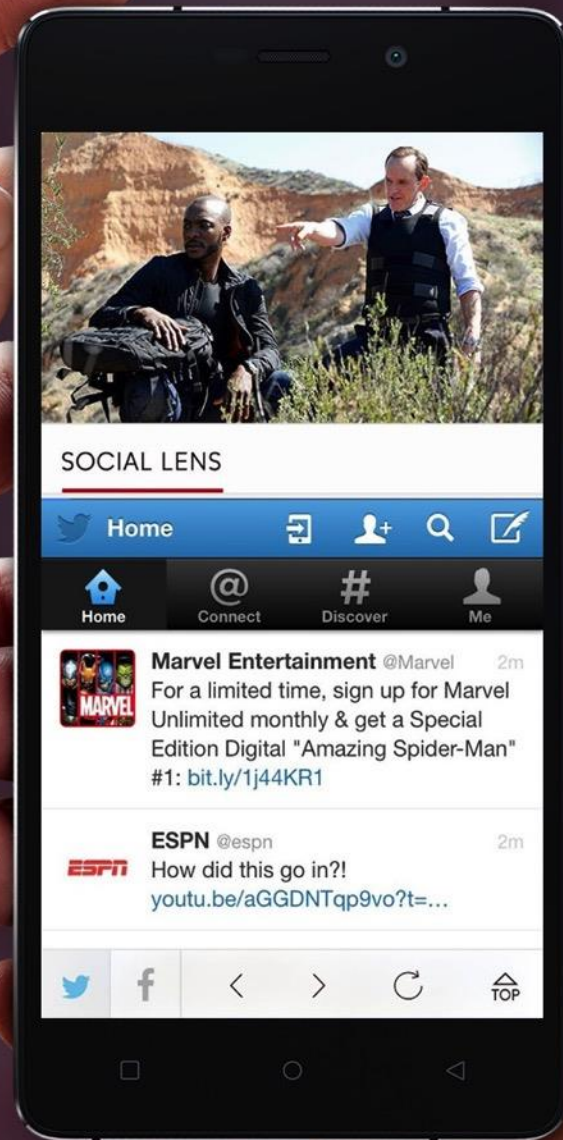 SOCIAL LENS
Home
Home
Connect
Discover
Me
MARVEL
Marvel Entertainment @Marvel 2m
For a limited time, sign up for Marvel
Unlimited monthly & get a Special
Edition Digital "Amazing Spider-Man"
#1: bit.ly/1j44KR1
ESPN
ESPN @espn 2m
How did this go in?!
youtu.be/aGGDNTqp9vo?t=...
TOP